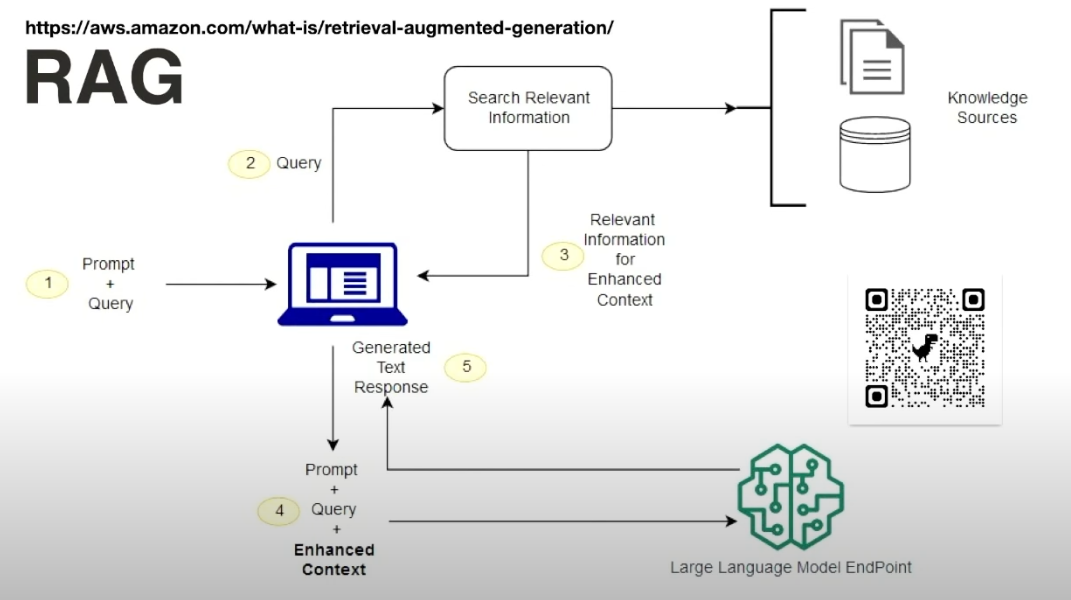 https://aws.amazon.com/what-is/retrieval-augmented-generation/
RAG
Search Relevant
Information
Knowledge
Sources
2
Query
1
Prompt
+
Query
3
Relevant
Information
for
Enhanced
Context
Generated
Text
Response
5
4
Prompt
+
Query
+
Enhanced
Context
Large Language Model EndPoint